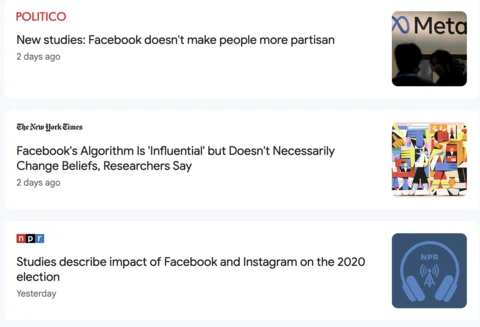 POLITICO
New studies: Facebook doesn't make people more partisan
2 days ago
Meta
The New York Times
Facebook's Algorithm Is 'Influential' but Doesn't Necessarily
Change Beliefs, Researchers Say
2 days ago
npr
Studies describe impact of Facebook and Instagram on the 2020
election
Yesterday
NPR